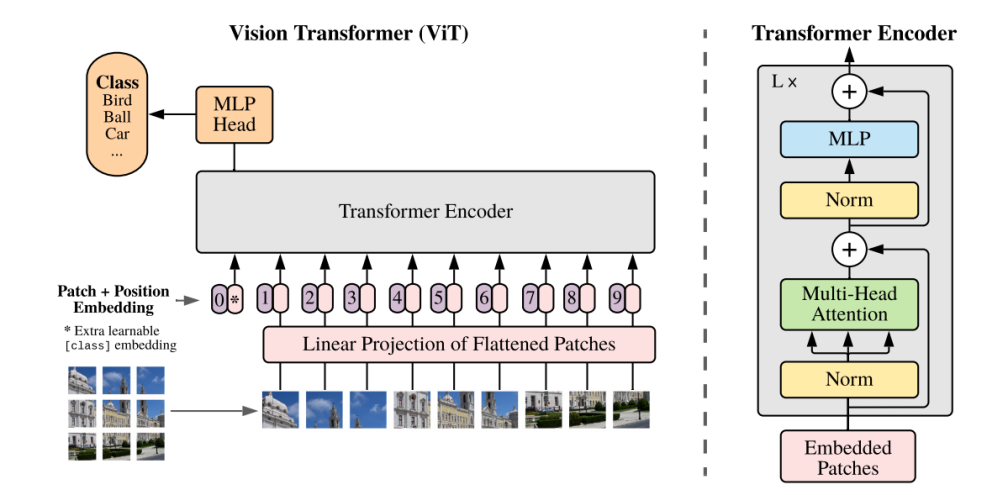 Vision Transformer (ViT)
Class
Bird
Ball
Car
...
MLP
Head
Transformer Encoder
Patch + Position
Embedding
0 * 1 2 3 4 5 6 7 8 9
* Extra learnable
[class] embedding
Linear Projection of Flattened Patches
Transformer Encoder
L ×
+
MLP
Norm
+
Multi-Head
Attention
Norm
Embedded
Patches